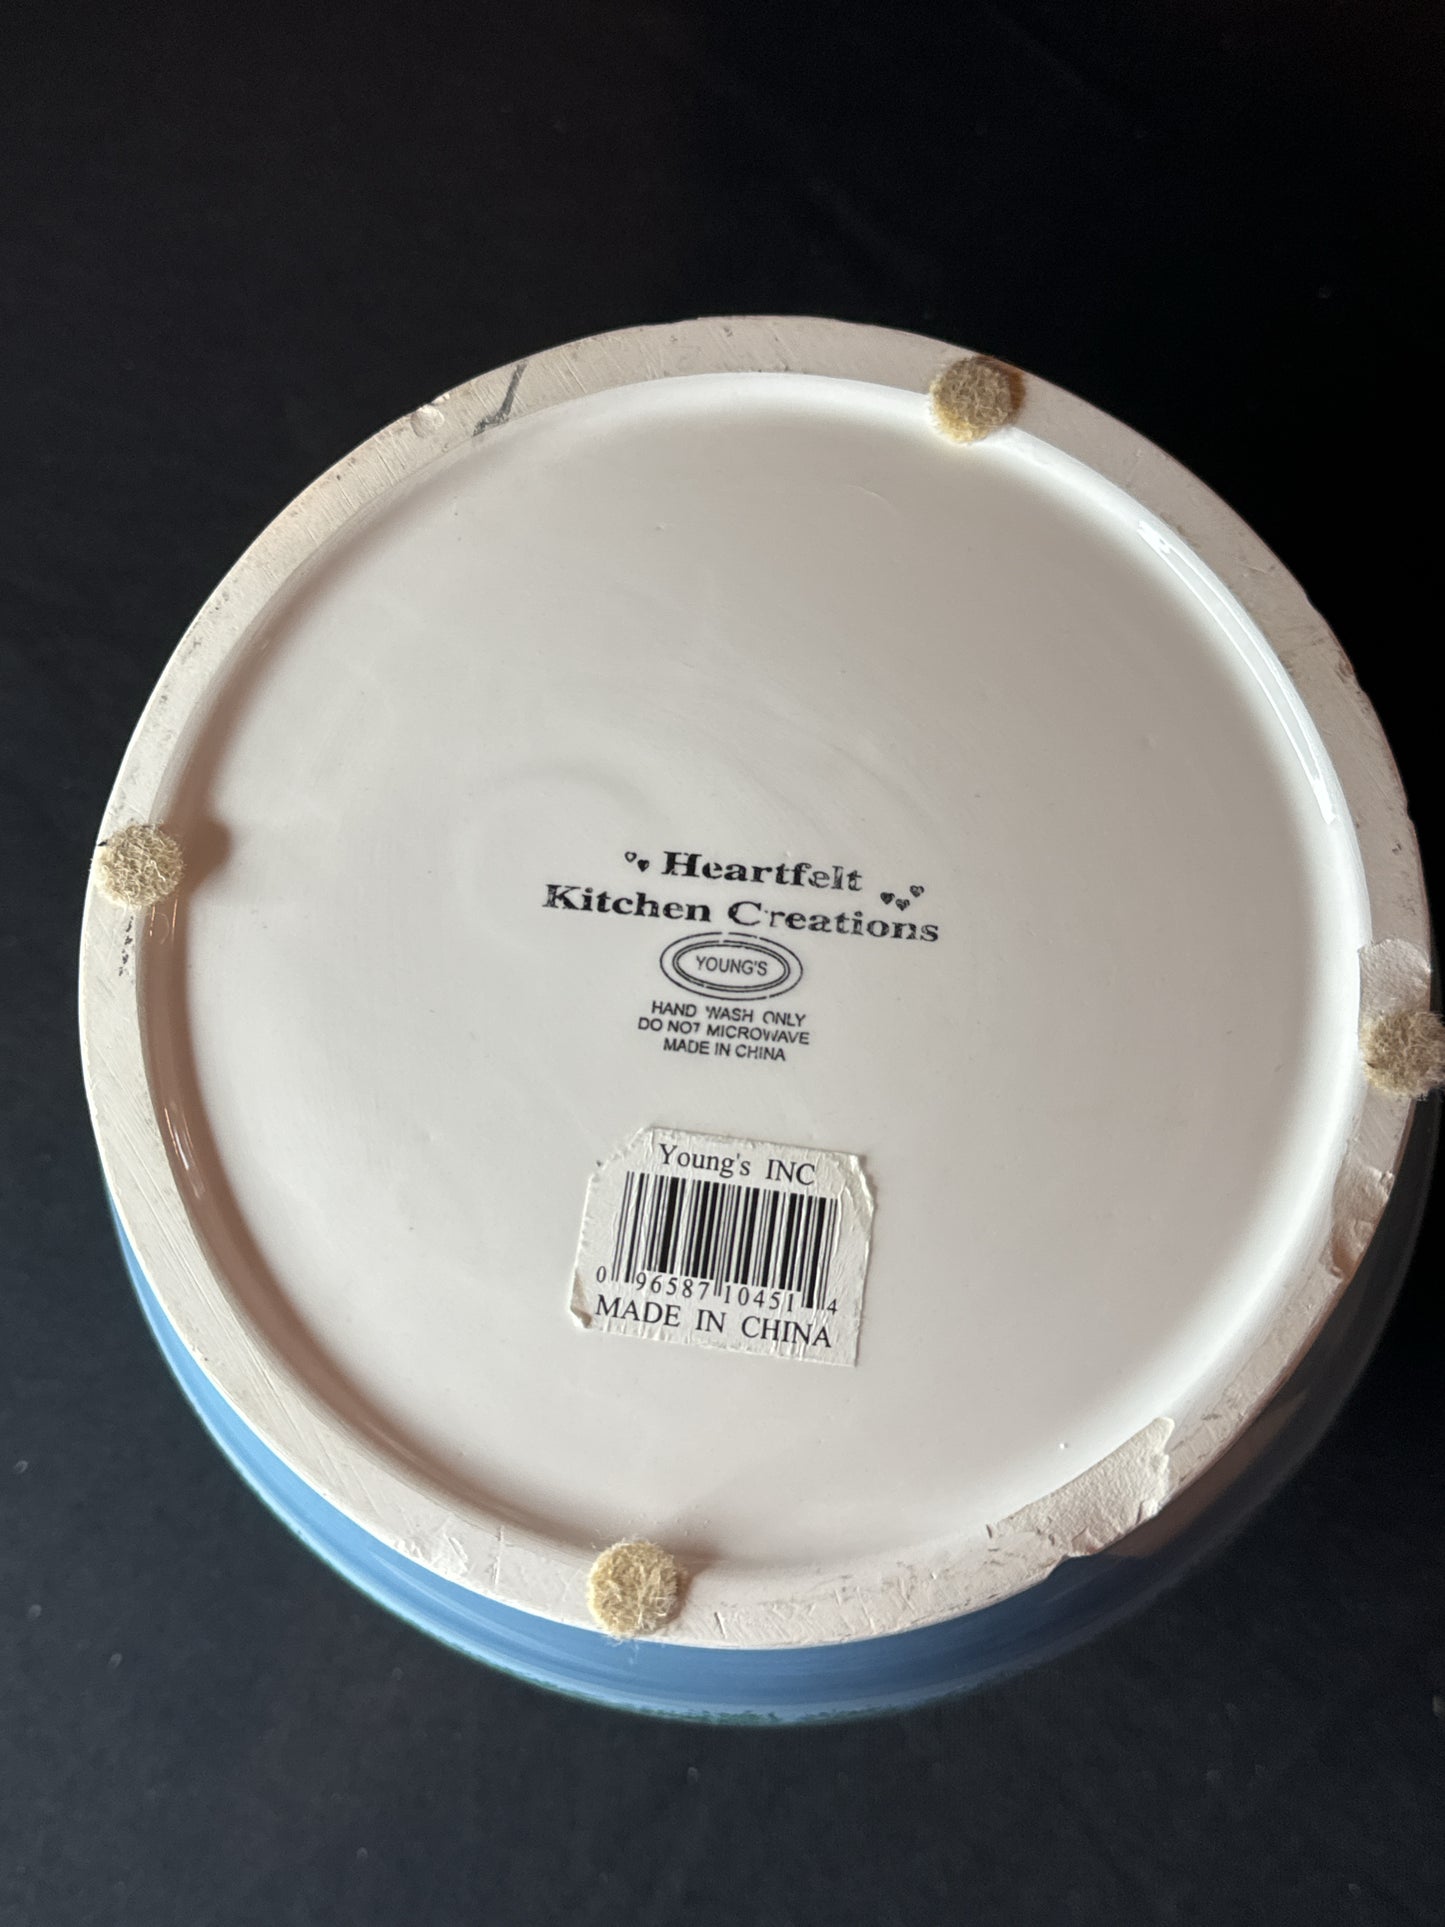 Heartfelt
Kitchen Creations
YOUNG'S
HAND WASH ONLY
DO NOT MICROWAVE
MADE IN CHINA
Young's INC
0 96587 10451 4
MADE IN CHINA